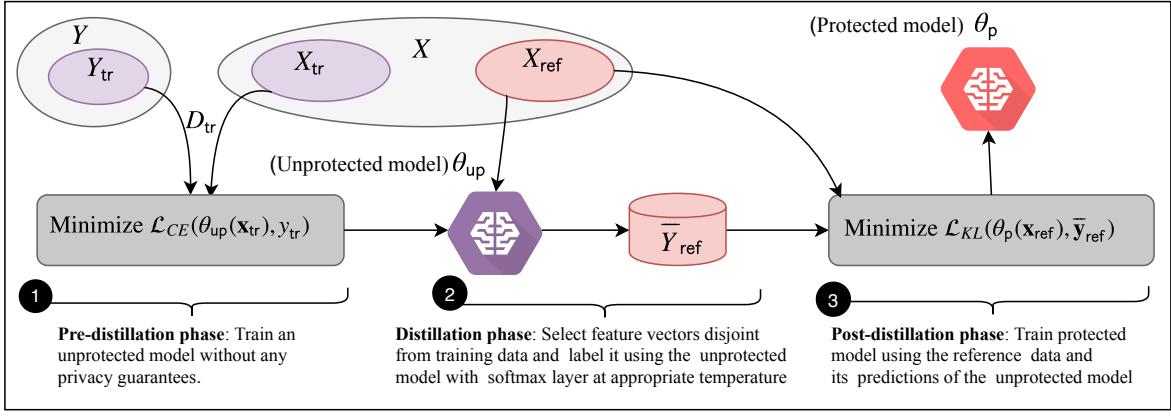 (Protected model) θp
Y
Ytr
X
Xtr
Xref
Dtr
(Unprotected model) θup
Minimize ℒCE(θup(xtr), ytr)
Y̅ref
Minimize ℒKL(θp(xref), y̅ref)
1
Pre-distillation phase: Train an
unprotected model without any
privacy guarantees.
2
Distillation phase: Select feature vectors disjoint
from training data and label it using the unprotected
model with softmax layer at appropriate temperature
3
Post-distillation phase: Train protected
model using the reference data and
its predictions of the unprotected model